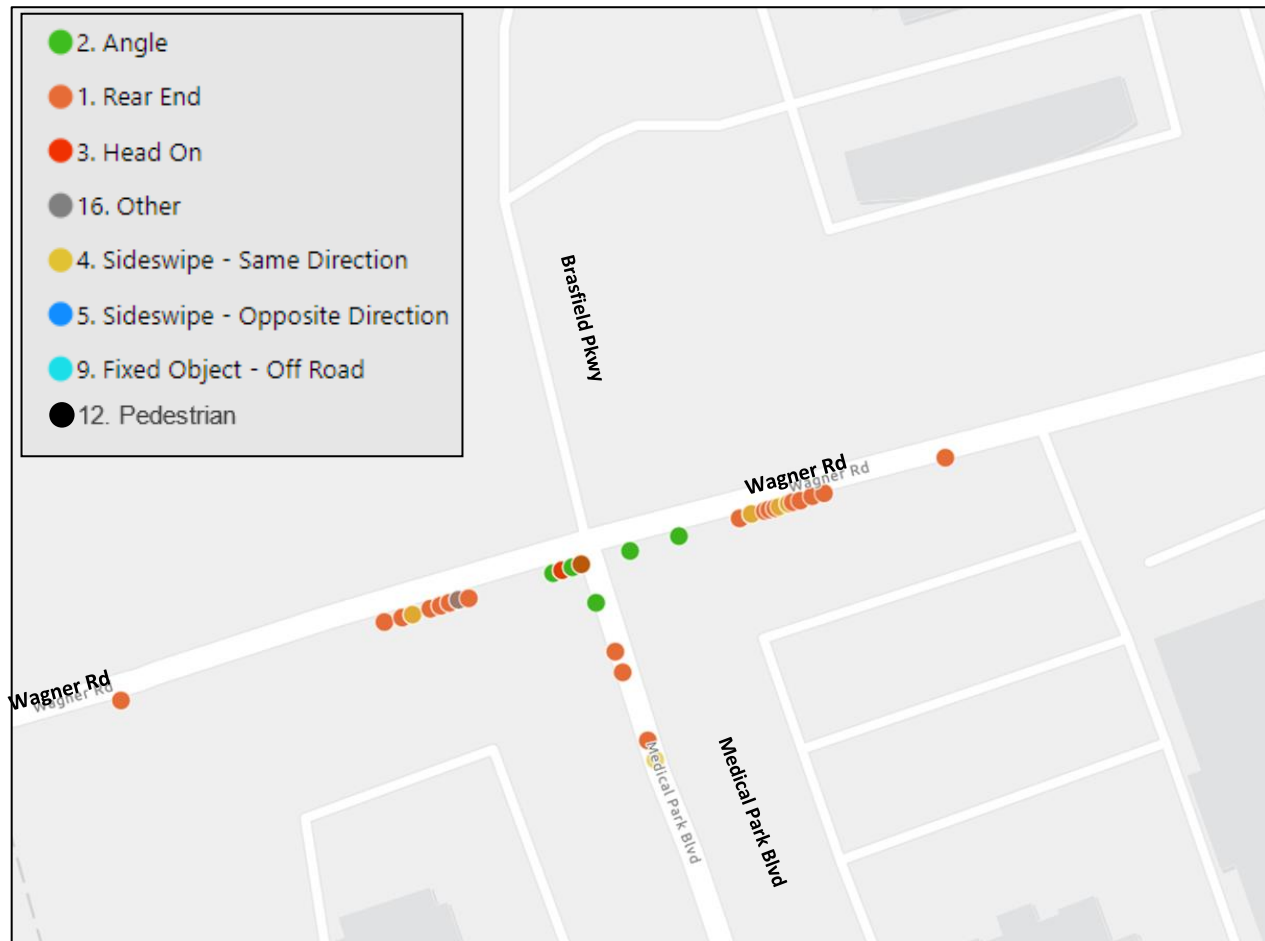 2. Angle
1. Rear End
3. Head On
16. Other
4. Sideswipe - Same Direction
5. Sideswipe - Opposite Direction
9. Fixed Object - Off Road
12. Pedestrian
Brasfield Pkwy
Wagner Rd
Wagner Rd
Wagner Rd
Wagner Rd
Medical Park Blvd
Medical Park Blvd